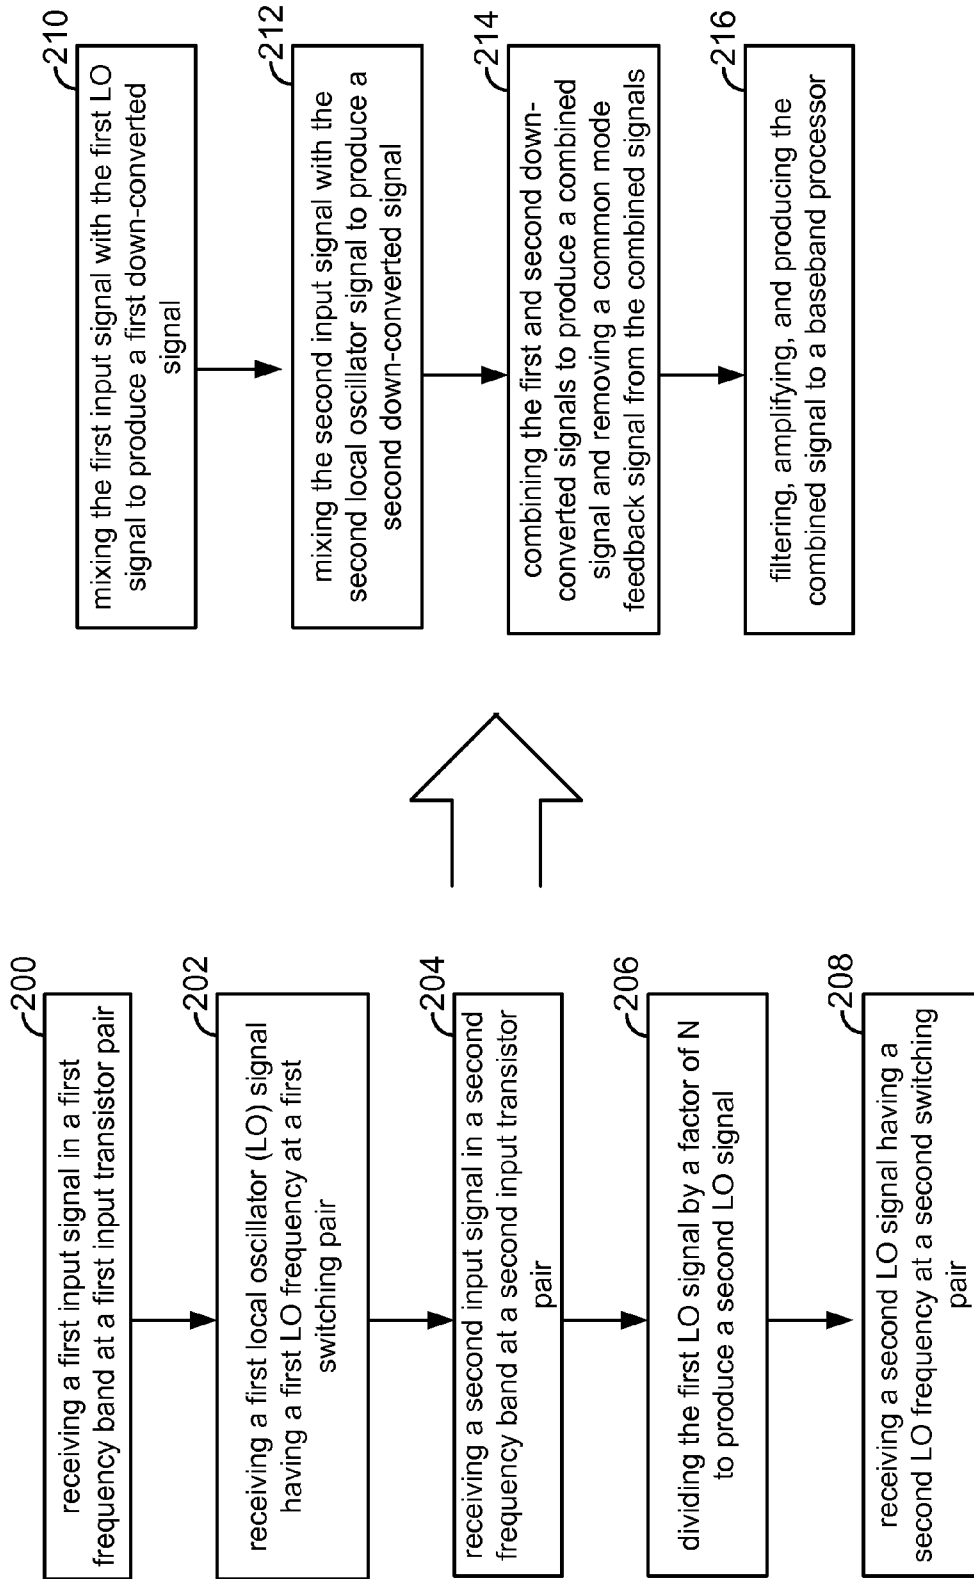 200
receiving a first input signal in a first
frequency band at a first input transistor pair
202
receiving a first local oscillator (LO) signal
having a first LO frequency at a first
switching pair
204
receiving a second input signal in a second
frequency band at a second input transistor
pair
206
dividing the first LO signal by a factor of N
to produce a second LO signal
208
receiving a second LO signal having a
second LO frequency at a second switching
pair
210
mixing the first input signal with the first LO
signal to produce a first down-converted
signal
212
mixing the second input signal with the
second local oscillator signal to produce a
second down-converted signal
214
combining the first and second down-
converted signals to produce a combined
signal and removing a common mode
feedback signal from the combined signals
216
filtering, amplifying, and producing the
combined signal to a baseband processor